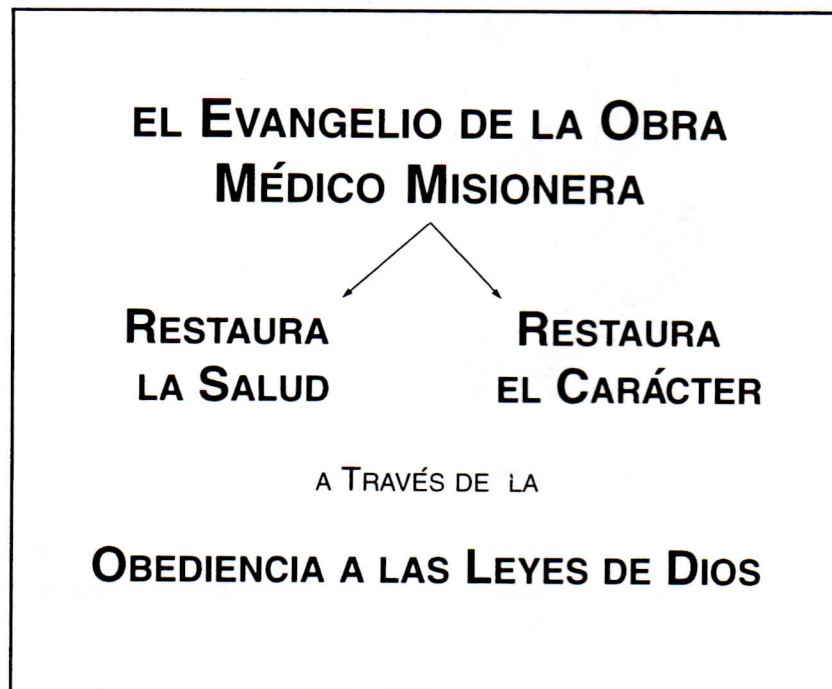 EL EVANGELIO DE LA OBRA
MÉDICO MISIONERA
RESTAURA
LA SALUD
RESTAURA
EL CARÁCTER
A TRAVÉS DE LA
OBEDIENCIA A LAS LEYES DE DIOS